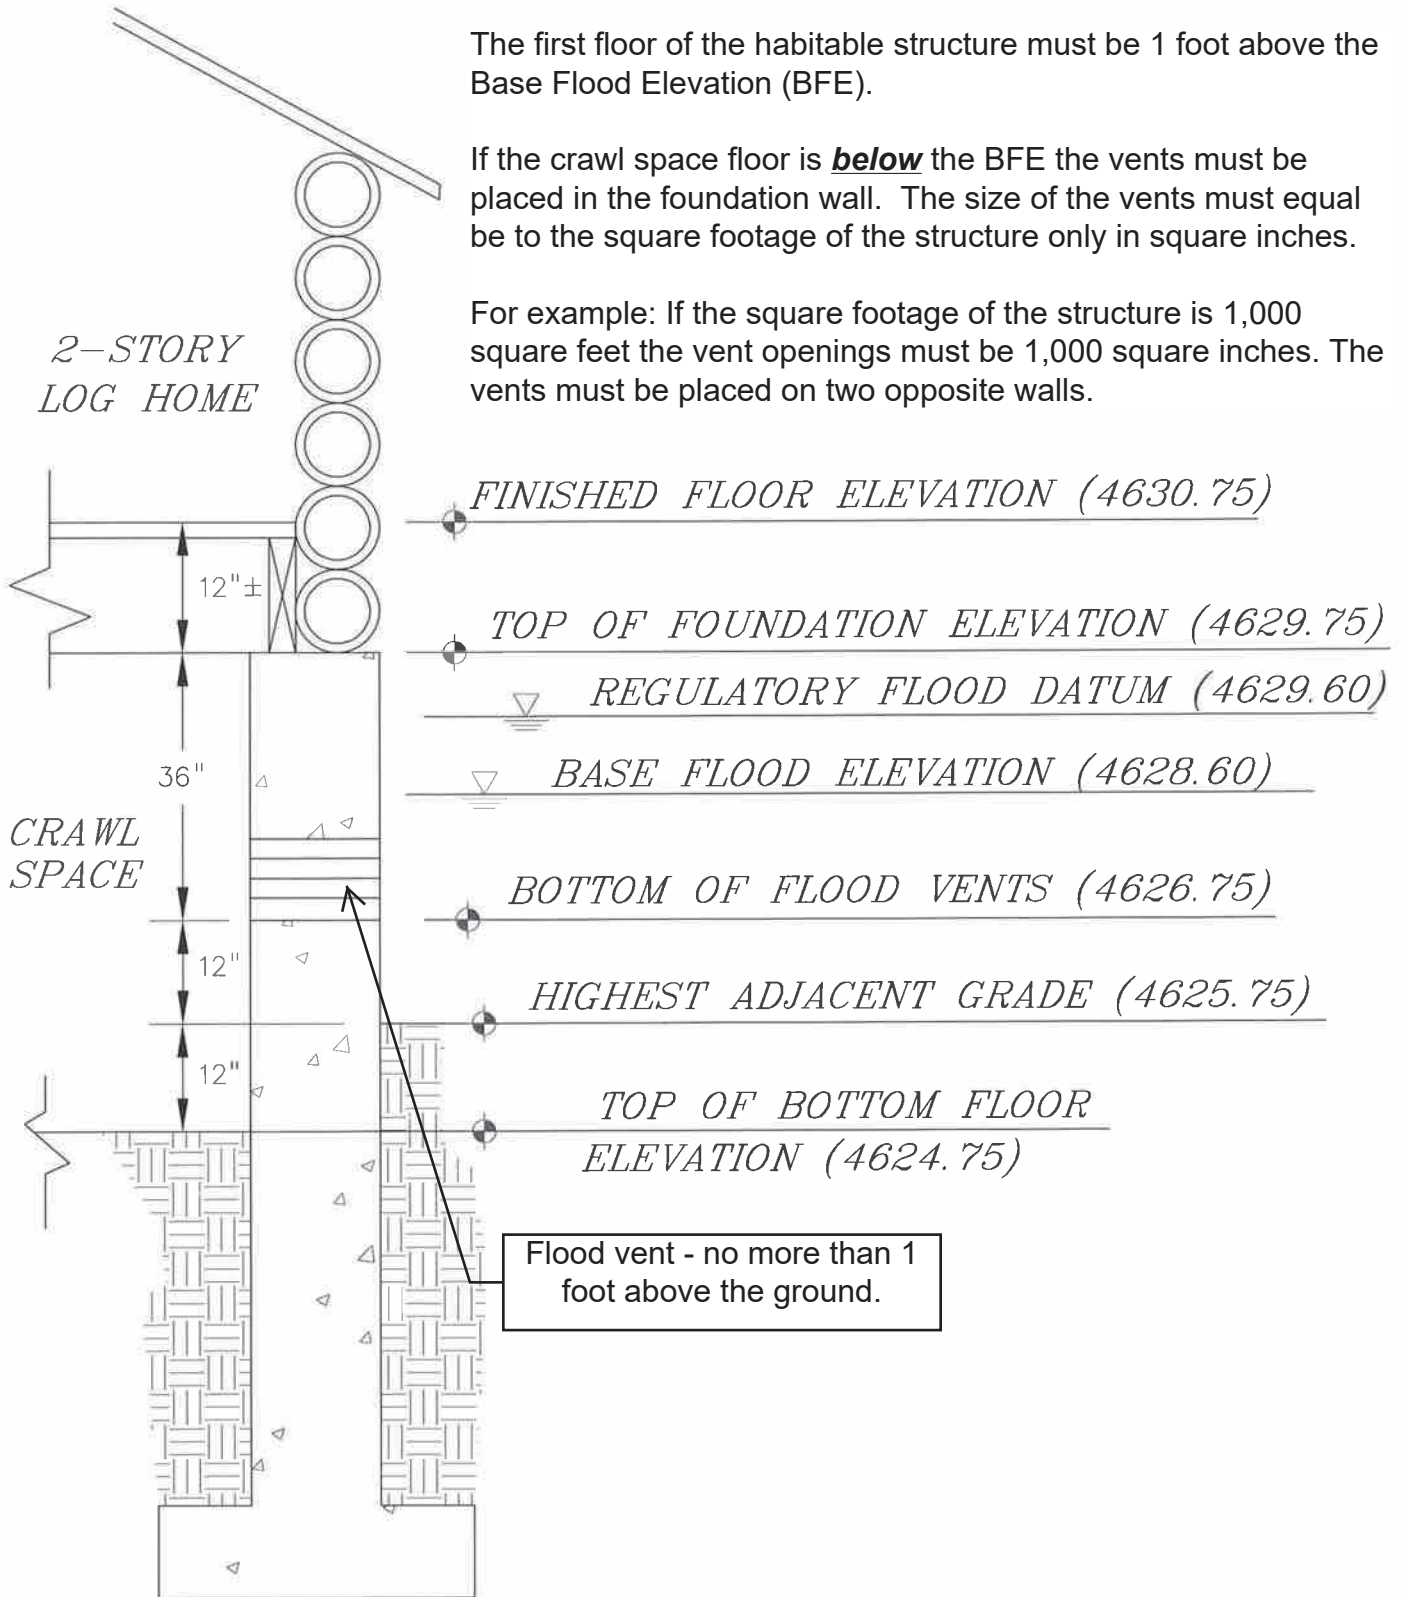 The first floor of the habitable structure must be 1 foot above the
Base Flood Elevation (BFE).
If the crawl space floor is below the BFE the vents must be
placed in the foundation wall.  The size of the vents must equal
be to the square footage of the structure only in square inches.
For example: If the square footage of the structure is 1,000
square feet the vent openings must be 1,000 square inches. The
vents must be placed on two opposite walls.
2-STORY
LOG HOME
FINISHED FLOOR ELEVATION (4630.75)
12"±
TOP OF FOUNDATION ELEVATION (4629.75)
REGULATORY FLOOD DATUM (4629.60)
36"
BASE FLOOD ELEVATION (4628.60)
CRAWL
SPACE
BOTTOM OF FLOOD VENTS (4626.75)
12"
HIGHEST ADJACENT GRADE (4625.75)
12"
TOP OF BOTTOM FLOOR
ELEVATION (4624.75)
Flood vent - no more than 1
foot above the ground.